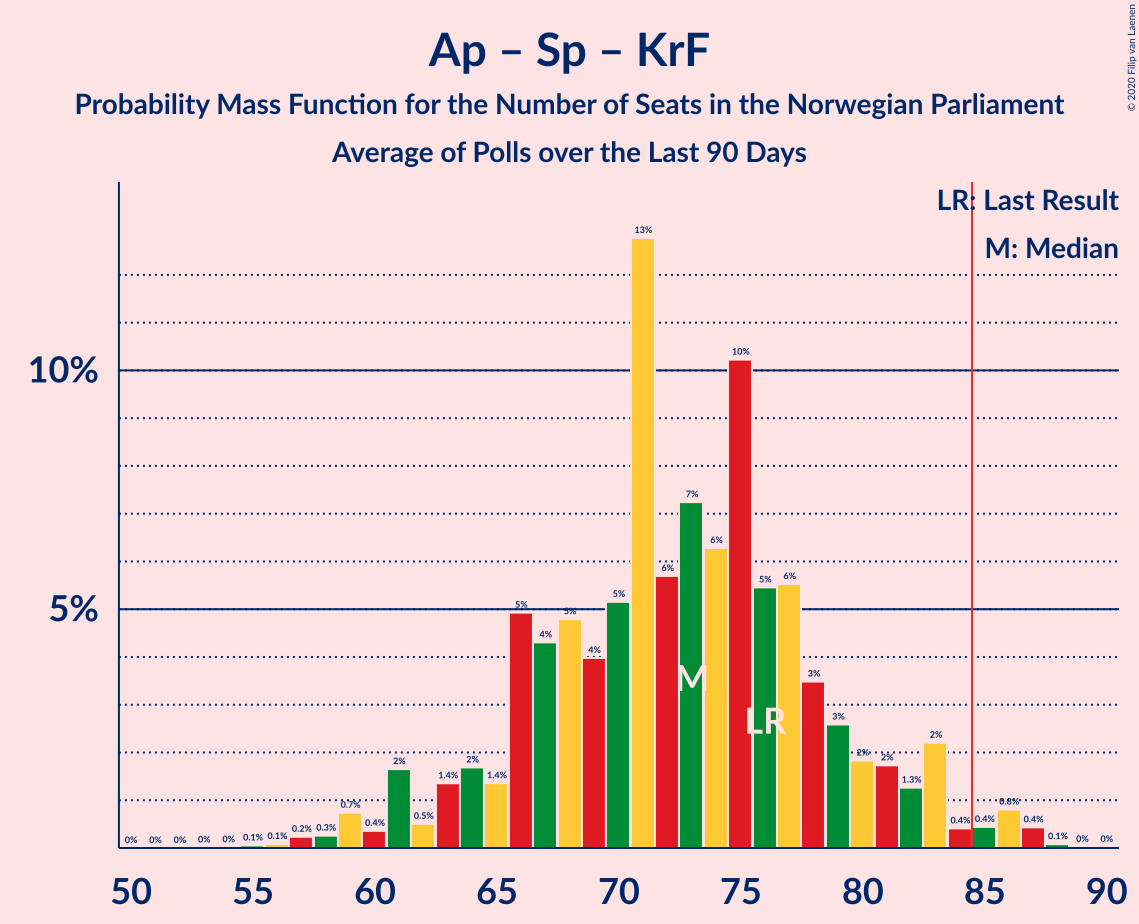 Ap – Sp – KrF
Probability Mass Function for the Number of Seats in the Norwegian Parliament
Average of Polls over the Last 90 Days
© 2020 Filip van Laenen
LR: Last Result
M: Median
10%
5%
0% 0% 0% 0% 0% 0.1% 0.1% 0.2% 0.3% 0.7% 0.4% 2% 0.5% 1.4% 2% 1.4% 5% 4% 5% 4% 5% 13% 6% 7% 6% 10% 5% 6% 3% 3% 2% 2% 1.3% 2% 0.4% 0.4% 0.8% 0.4% 0.1% 0% 0%
M
LR
50 55 60 65 70 75 80 85 90